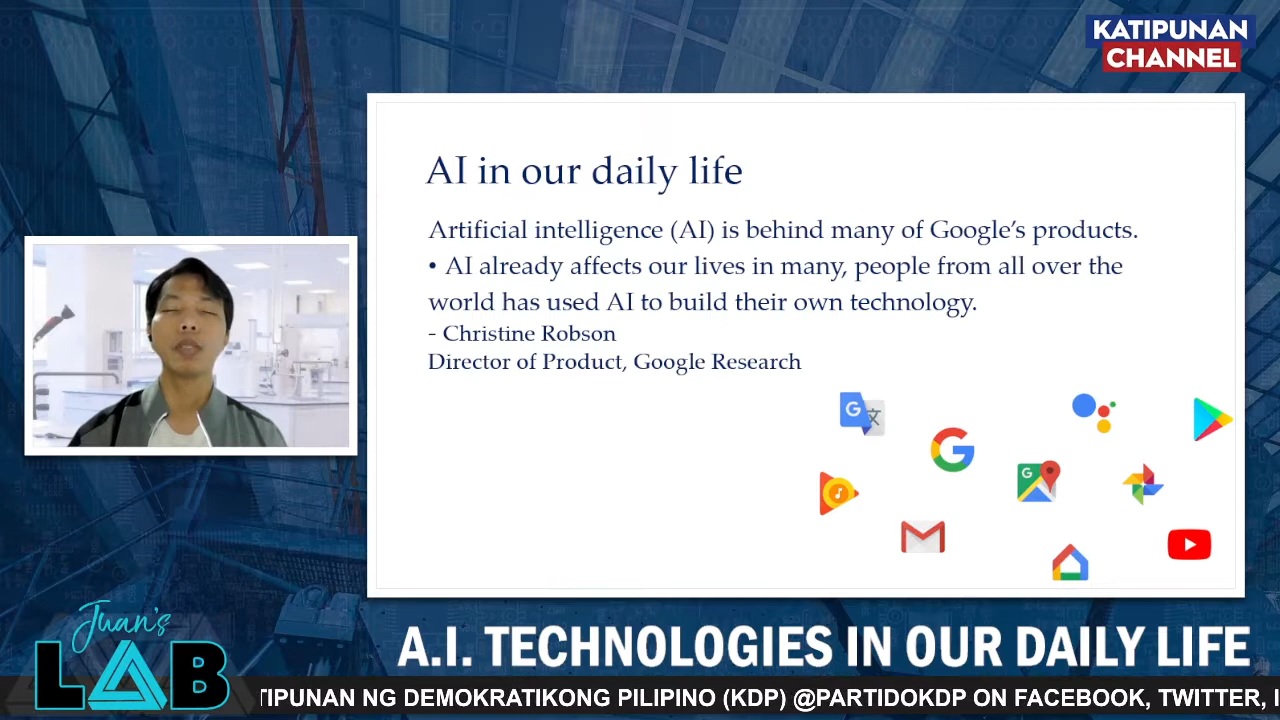 KATIPUNAN
CHANNEL
AI in our daily life
Artificial intelligence (AI) is behind many of Google’s products.
• AI already affects our lives in many, people from all over the
world has used AI to build their own technology.
- Christine Robson
Director of Product, Google Research
G 文
G
G
Juan's
LAB
A.I. TECHNOLOGIES IN OUR DAILY LIFE
TIPUNAN NG DEMOKRATIKONG PILIPINO (KDP) @PARTIDOKDP ON FACEBOOK, TWITTER,